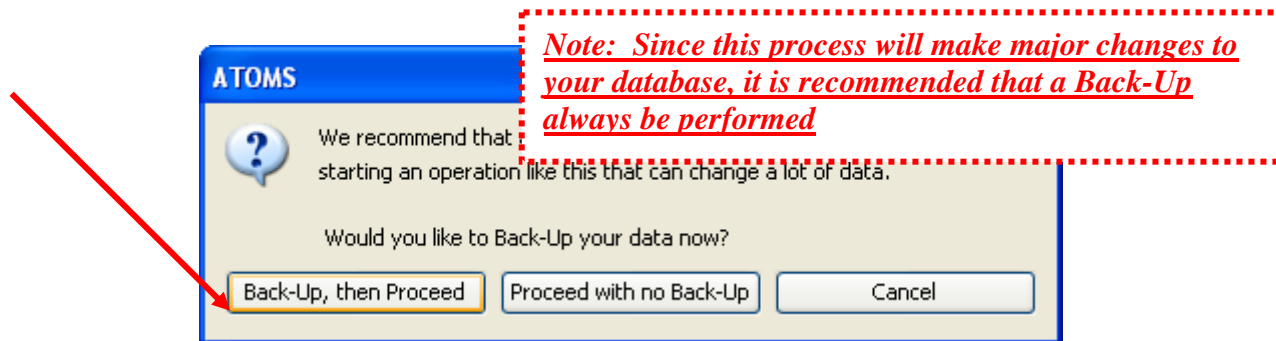 Note: Since this process will make major changes to
your database, it is recommended that a Back-Up
always be performed
ATOMS
We recommend that
starting an operation like this that can change a lot of data.
Would you like to Back-Up your data now?
Back-Up, then Proceed
Proceed with no Back-Up
Cancel